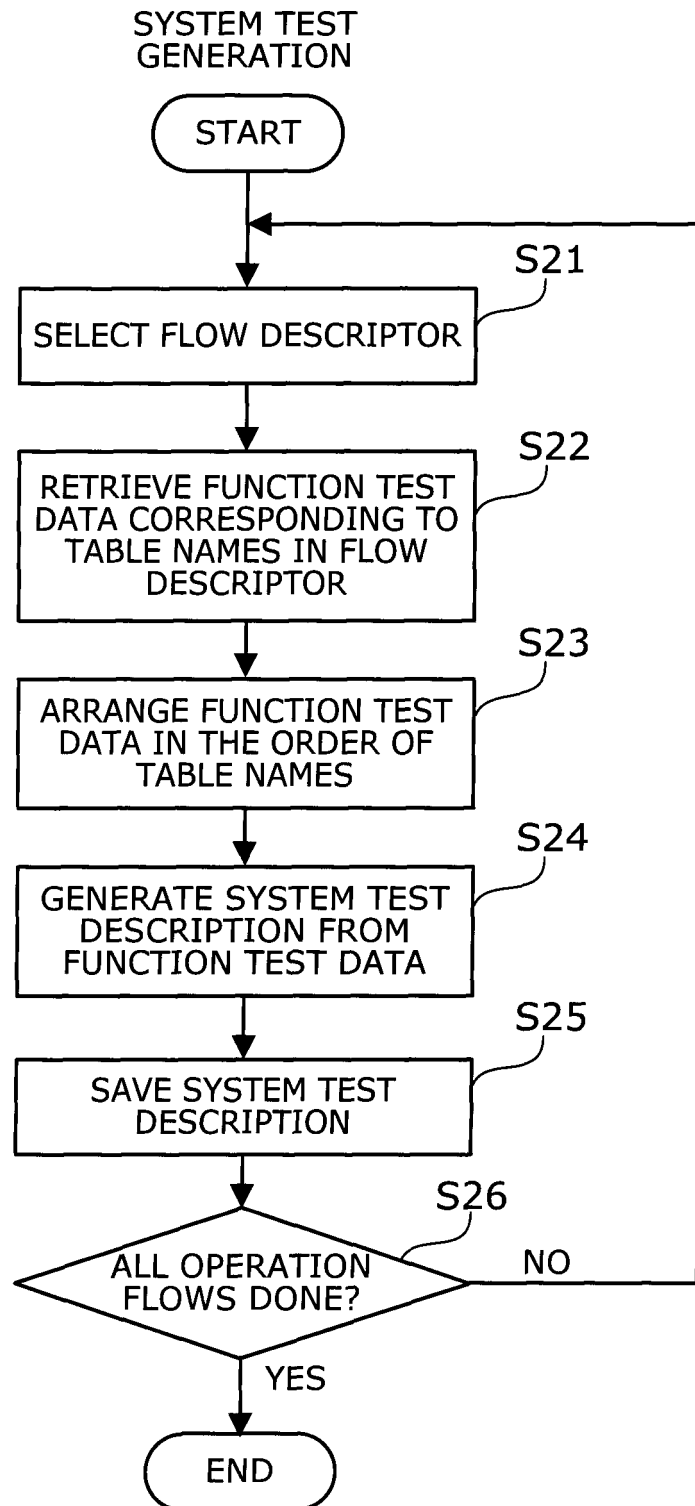 SYSTEM TEST
GENERATION
START
S21
SELECT FLOW DESCRIPTOR
S22
RETRIEVE FUNCTION TEST
DATA CORRESPONDING TO
TABLE NAMES IN FLOW
DESCRIPTOR
S23
ARRANGE FUNCTION TEST
DATA IN THE ORDER OF
TABLE NAMES
S24
GENERATE SYSTEM TEST
DESCRIPTION FROM
FUNCTION TEST DATA
S25
SAVE SYSTEM TEST
DESCRIPTION
S26
ALL OPERATION
FLOWS DONE?
NO
YES
END